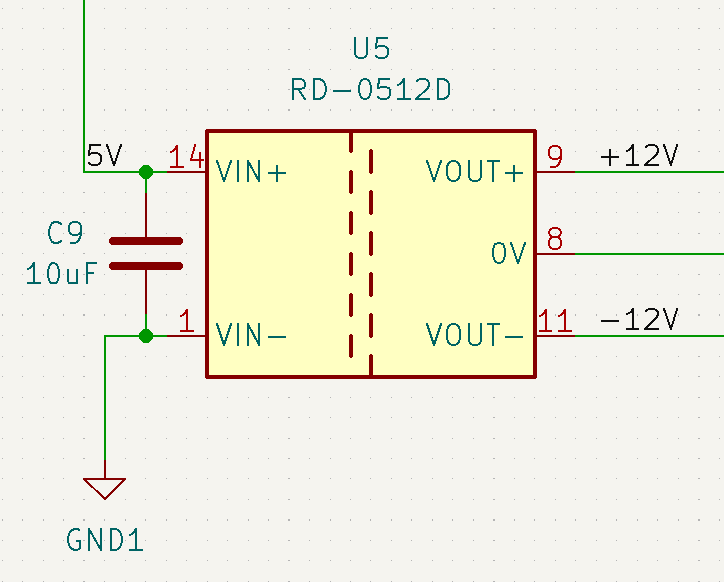 U5
RD-0512D
5V 14 VIN+ VOUT+ 9 +12V
C9
10uF
0V 8
1 VIN- VOUT- 11 -12V
GND1